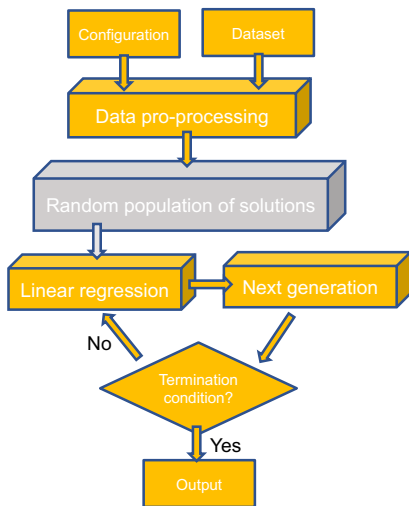 Configuration
Dataset
Data pro-processing
Random population of solutions
Linear regression
Next generation
No
Termination
condition?
Yes
Output